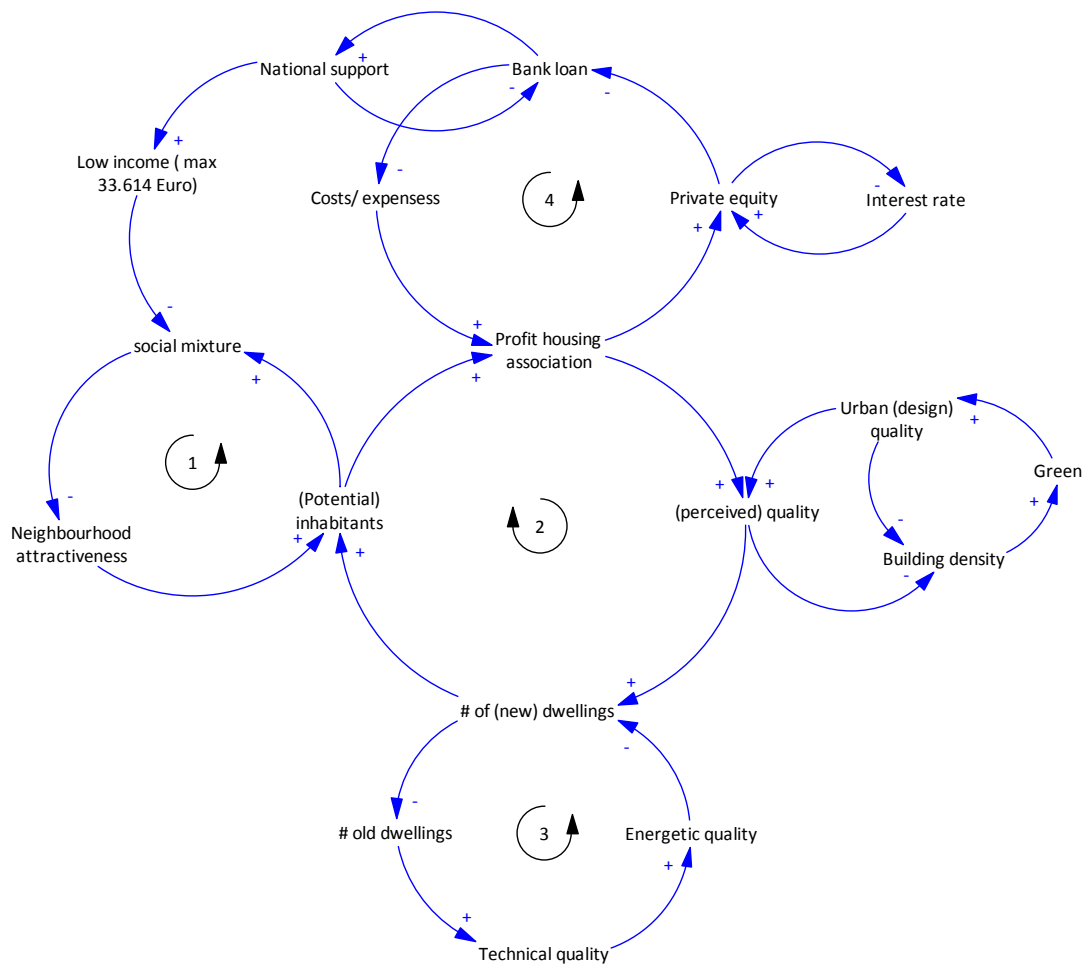 +
National support
Bank loan
-
-
+
Low income ( max
33.614 Euro)
-
Costs/ expensess
4
Private equity
-
Interest rate
+
+
-
+
Profit housing
association
social mixture
+
+
Urban (design)
quality
+
1
Green
-
(Potential)
inhabitants
+
+
(perceived) quality
+
-
2
Neighbourhood
attractiveness
+
+
Building density
-
+
# of (new) dwellings
-
-
# old dwellings
3
Energetic quality
+
+
Technical quality